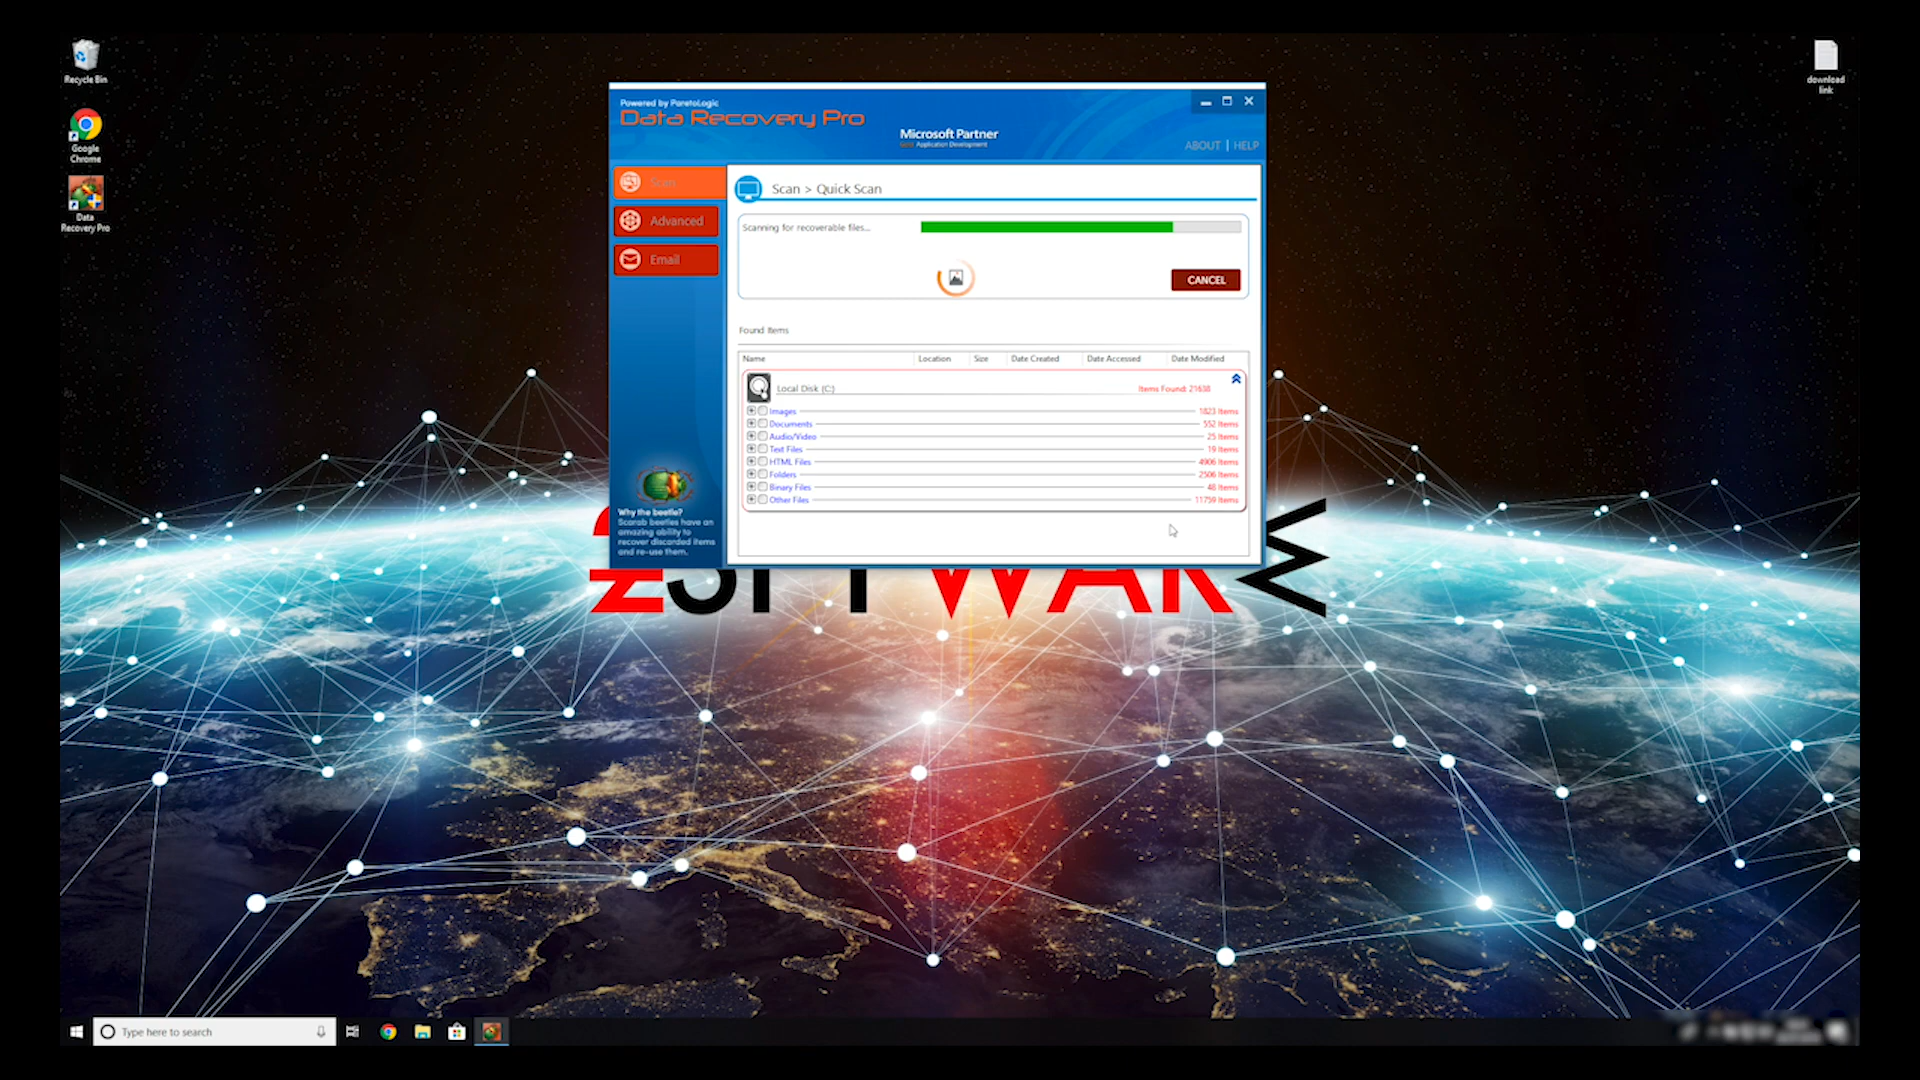 Recycle Bin
Google
Chrome
Data
Recovery Pro
download
link
Powered by ParetoLogic
Data Recovery Pro
Microsoft Partner
Gold Application Development
ABOUT | HELP
Scan
Advanced
Email
Scan > Quick Scan
Scanning for recoverable files...
CANCEL
Found Items
Name Location Size Date Created Date Accessed Date Modified
Local Disk (C:) Items Found: 21638
Images 1823 Items
Documents 552 Items
Audio/Video 25 Items
Text Files 19 Items
HTML Files 4906 Items
Folders 2506 Items
Binary Files 48 Items
Other Files 11759 Items
Why the beetle?
Scarab beetles have an
amazing ability to
recover discarded items
and re-use them.
Type here to search